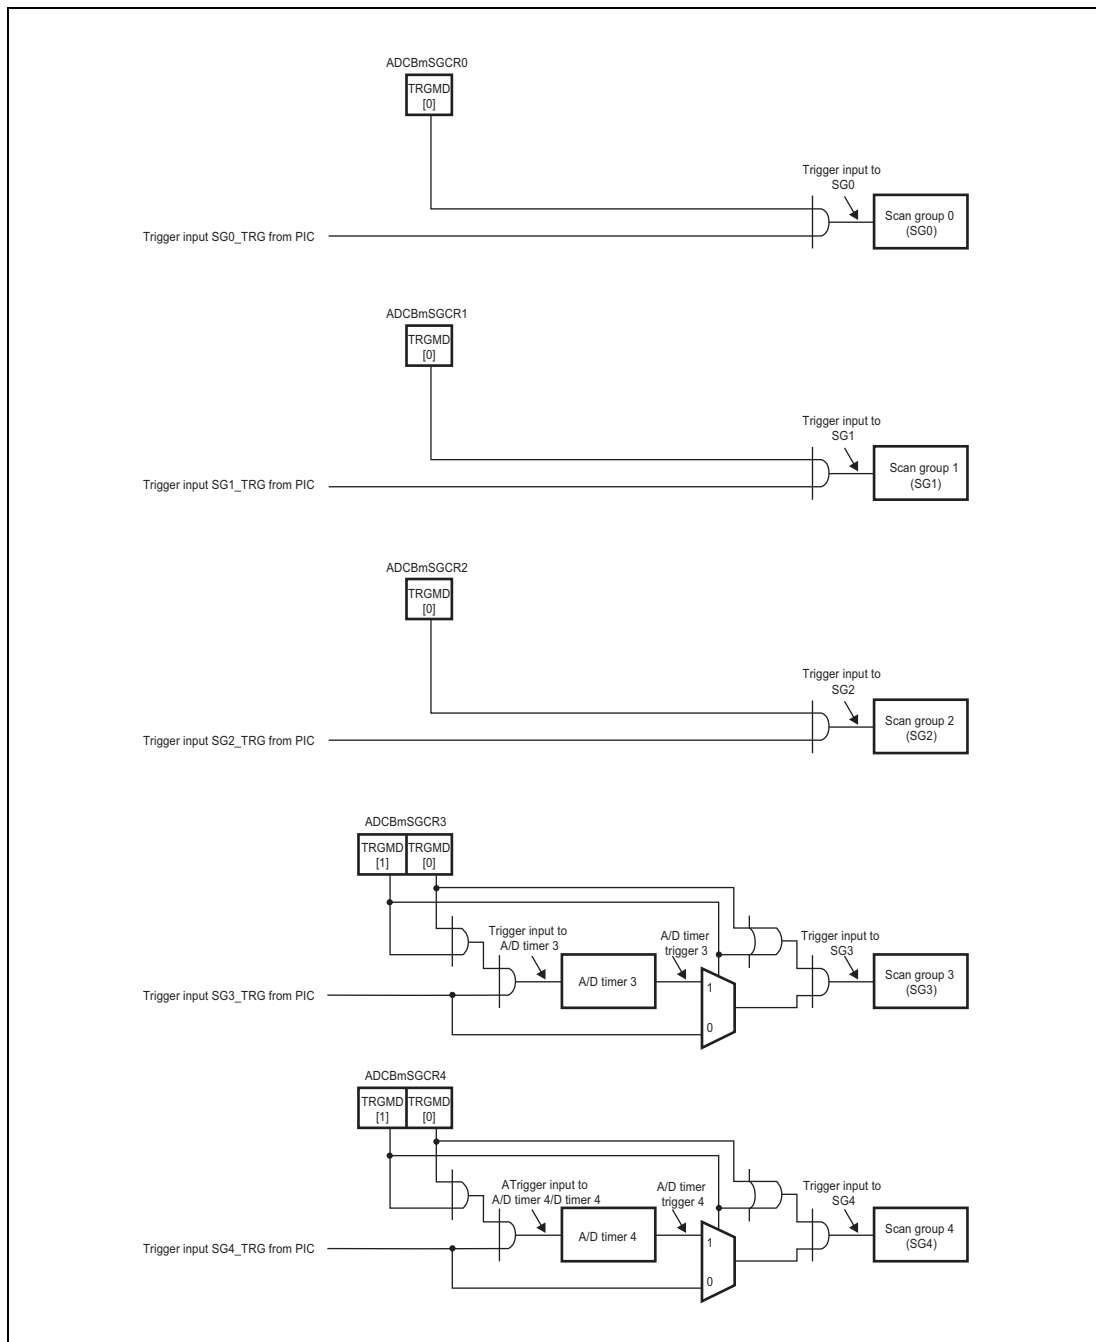 ADCBmSGCR0
TRGMD
[0]
Trigger input to
SG0
Scan group 0
(SG0)
Trigger input SG0_TRG from PIC
ADCBmSGCR1
TRGMD
[0]
Trigger input to
SG1
Scan group 1
(SG1)
Trigger input SG1_TRG from PIC
ADCBmSGCR2
TRGMD
[0]
Trigger input to
SG2
Scan group 2
(SG2)
Trigger input SG2_TRG from PIC
ADCBmSGCR3
TRGMD
[1]
TRGMD
[0]
Trigger input to
A/D timer 3
A/D timer
trigger 3
Trigger input to
SG3
A/D timer 3
1
0
Scan group 3
(SG3)
Trigger input SG3_TRG from PIC
ADCBmSGCR4
TRGMD
[1]
TRGMD
[0]
ATrigger input to
A/D timer 4/D timer 4
A/D timer
trigger 4
Trigger input to
SG4
A/D timer 4
1
0
Scan group 4
(SG4)
Trigger input SG4_TRG from PIC